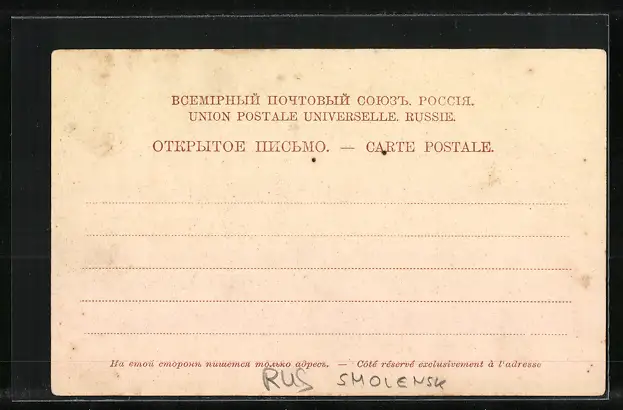 ВСЕМІРНЫЙ ПОЧТОВЫЙ СОЮЗЪ. РОССІЯ.
UNION POSTALE UNIVERSELLE. RUSSIE.
ОТКРЫТОЕ ПИСЬМО. — CARTE POSTALE.
На етой сторонѣ пишется только адресъ. — Côté réservé exclusivement à l'adresse
RUS SMOLENSK